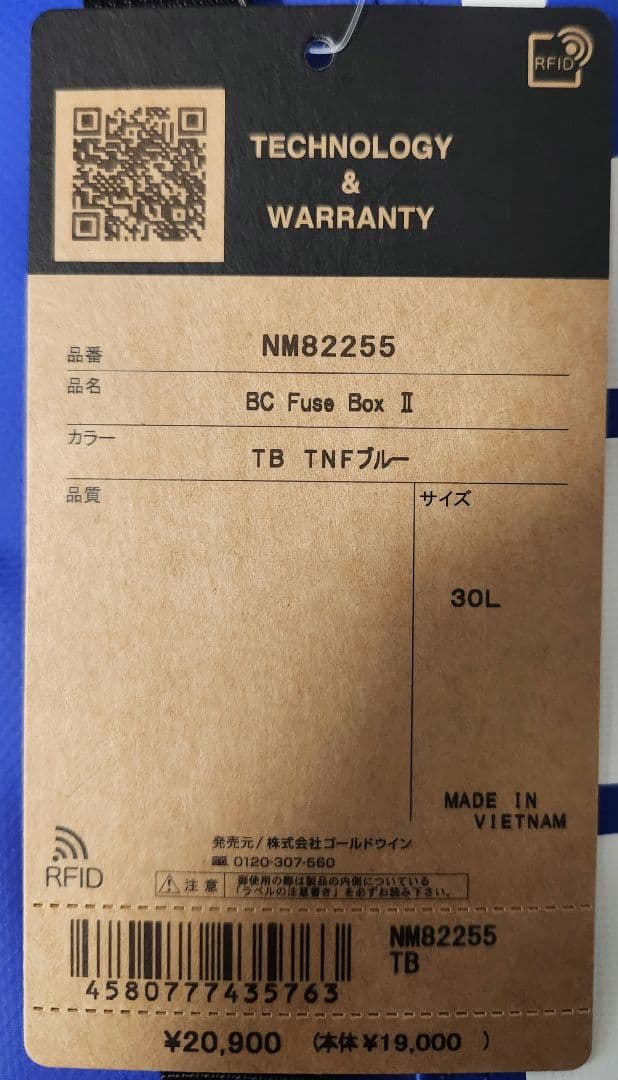 RFID
TECHNOLOGY
&
WARRANTY
品番 NM82255
品名 BC Fuse Box Ⅱ
カラー TB TNFブルー
品質
サイズ
30L
MADE IN
VIETNAM
発売元/株式会社ゴールドウイン
0120-307-560
RFID
注意
御使用の際は製品の内側についている
「ラベルの注意書き」を必ずお読み下さい。
4580777435763
NM82255
TB
¥20,900 (本体¥19,000 )